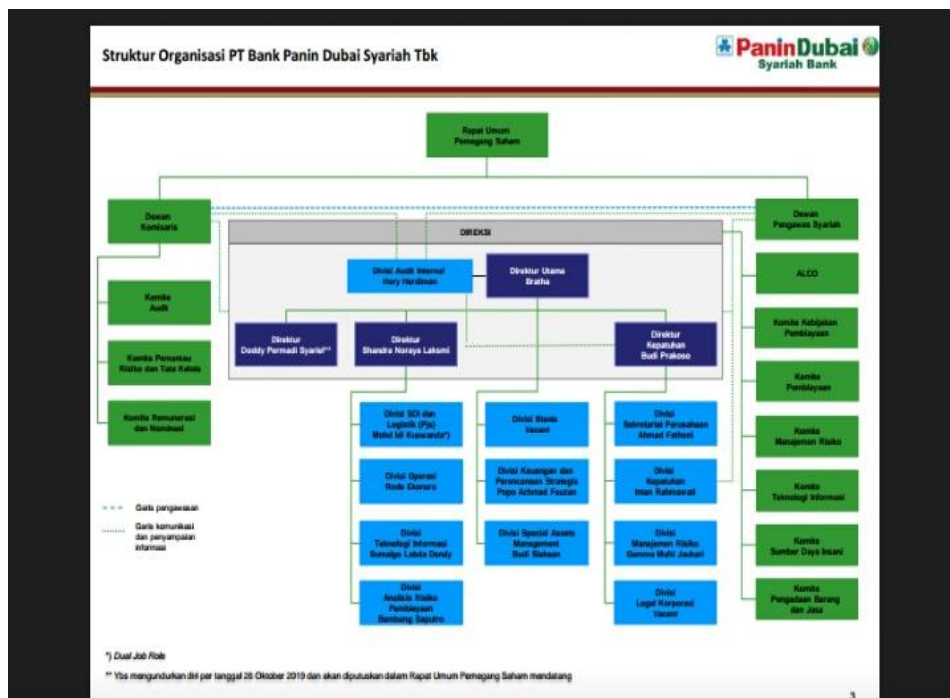 Struktur Organisasi PT Bank Panin Dubai Syariah Tbk
PaninDubai
Syariah Bank
Rapat Umum
Pemegang Saham
Dewan
Komisaris
Dewan
Pengawas Syariah
DIREKSI
Divisi Audit Internal
Hery Herdiman
Direktur Utama
Bratha
Direktur
Doddy Permadi Syarief**
Direktur
Shandra Noraya Laksmi
Direktur
Kepatuhan
Budi Prakoso
Komite
Audit
Komite Pemantau
Risiko dan Tata Kelola
Komite Remunerasi
dan Nominasi
ALCO
Komite Kebijakan
Pembiayaan
Komite
Pembiayaan
Komite
Manajemen Risiko
Komite
Teknologi Informasi
Komite
Sumber Daya Insani
Komite
Pengadaan Barang
dan Jasa
Divisi SDI dan
Logistik (Pjs)
Divisi Operasi
Divisi
Teknologi Informasi
Divisi
Analisis Risiko
Pembiayaan
Bambang Saputro
Divisi Bisnis
Vacant
Divisi Keuangan dan
Perencanaan Strategis
Popo Achmad Fauzan
Divisi Special Assets
Management
Budi Siahaan
Divisi
Sekretariat Perusahaan
Ahmad Fathoni
Divisi
Kepatuhan
Intan Rahmawati
Divisi
Manajemen Risiko
Divisi
Legal Korporasi
Vacant
Garis pengawasan
Garis komunikasi
dan penyampaian
informasi
*) Dual Job Role
** Ybs mengundurkan diri per tanggal 28 Oktober 2019 dan akan diputuskan dalam Rapat Umum Pemegang Saham mendatang
3